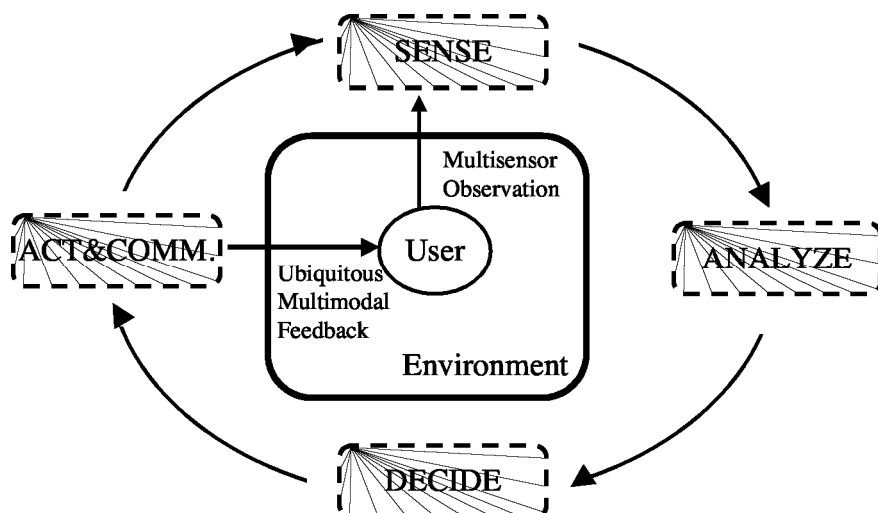 SENSE
Multisensor
Observation
ACT&COMM.
User
ANALYZE
Ubiquitous
Multimodal
Feedback
Environment
DECIDE